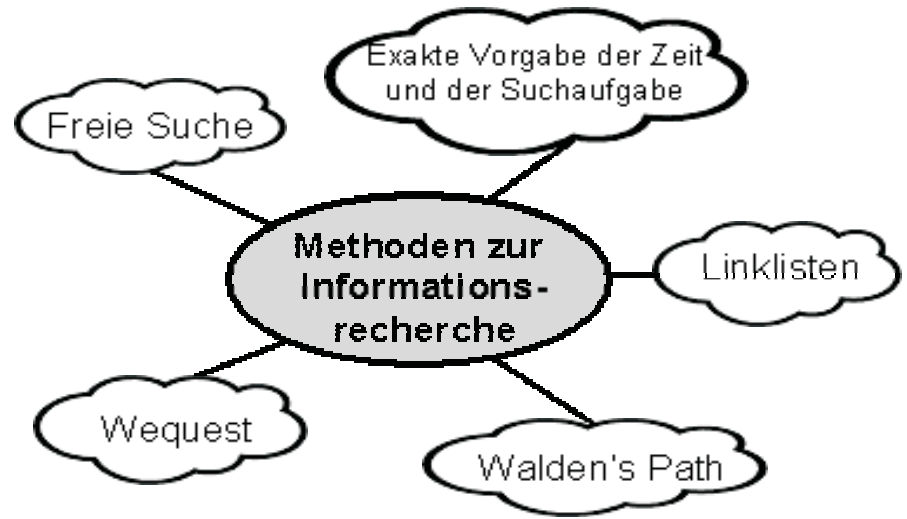 Exakte Vorgabe der Zeit
und der Suchaufgabe
Freie Suche
Methoden zur
Informations-
recherche
Linklisten
Wequest
Walden's Path